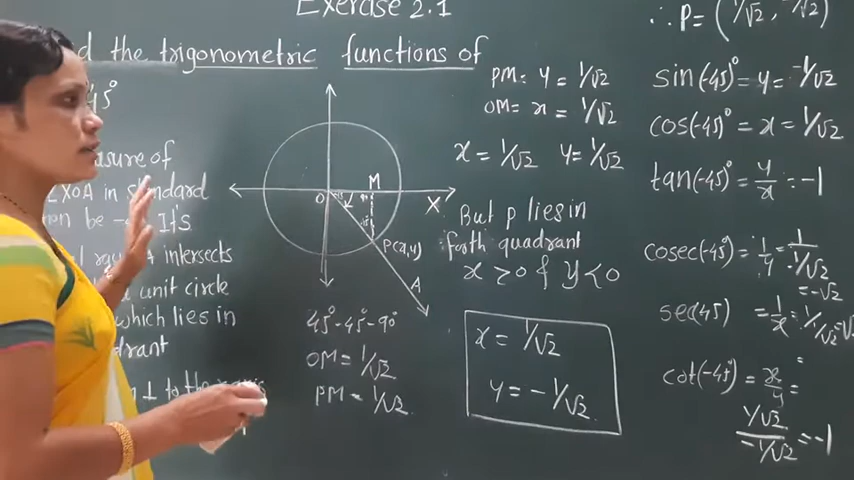 Exercise 2.1
d the trigonometric functions of
45°
asure of
XOA in standard
on be - It's
intersects
unit circle
which lies in
drant
⊥ to the
O
M
X
P(x,y)
A
45°-45°-90°
OM = 1/√2
PM = 1/√2
PM = y = 1/√2
OM = x = 1/√2
x = 1/√2 y = 1/√2
But p lies in
forth quadrant
x > 0 & y < 0
x = 1/√2
y = - 1/√2
∴ P = (1/√2, -1/√2)
sin(-45)° = y = -1/√2
cos(-45)° = x = 1/√2
tan(-45)° = y/x = -1
cosec(-45)° = 1/y = 1/-1/√2
= -√2
sec(45) = 1/x = 1/1/√2 = √2
cot(-45°) = x/y =
1/√2/-1/√2 = -1